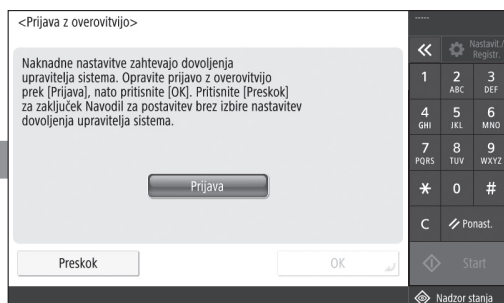 <Prijava z overovitvijo>
-----
Nastavit./
Registr.
Naknadne nastavitve zahtevajo dovoljenja
upravitelja sistema. Opravite prijavo z overovitvijo
prek [Prijava], nato pritisnite [OK]. Pritisnite [Preskok]
za zaključek Navodil za postavitev brez izbire nastavitev
dovoljenja upravitelja sistema.
Prijava
Preskok
OK
1 2 3
ABC DEF
4 5 6
GHI JKL MNO
7 8 9
PQRS TUV WXYZ
* 0 #
C Ponast.
Start
Nadzor stanja